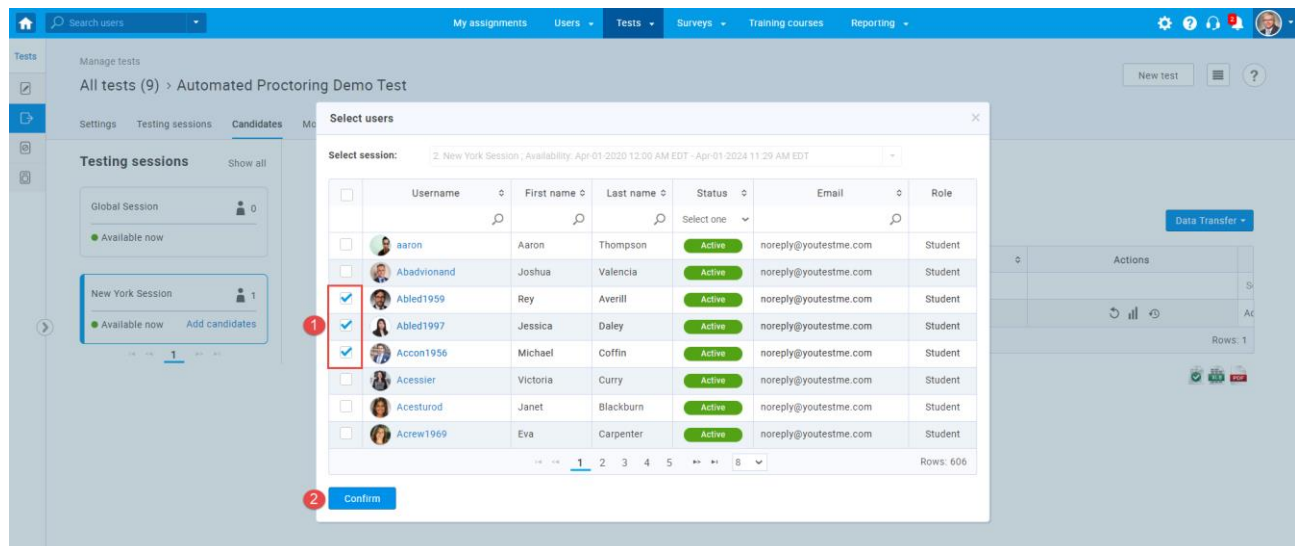 Search users
My assignments Users Tests Surveys Training courses Reporting
2
Tests
Manage tests
All tests (9) > Automated Proctoring Demo Test
New test
?
Settings Testing sessions Candidates Mo
Testing sessions Show all
Global Session 0
Available now
New York Session 1
Available now Add candidates
1
Select users
Select session: 2. New York Session ; Availability: Apr-01-2020 12:00 AM EDT - Apr-01-2024 11:29 AM EDT
Username First name Last name Status Email Role
Select one
aaron Aaron Thompson Active noreply@youtestme.com Student
Abadvionand Joshua Valencia Active noreply@youtestme.com Student
Abled1959 Rey Averill Active noreply@youtestme.com Student
1 Abled1997 Jessica Daley Active noreply@youtestme.com Student
Accon1956 Michael Coffin Active noreply@youtestme.com Student
Acessier Victoria Curry Active noreply@youtestme.com Student
Acesturod Janet Blackburn Active noreply@youtestme.com Student
Acrew1969 Eva Carpenter Active noreply@youtestme.com Student
1 2 3 4 5 8 Rows: 606
2 Confirm
Data Transfer
Actions
S
Ac
Rows: 1
PDF